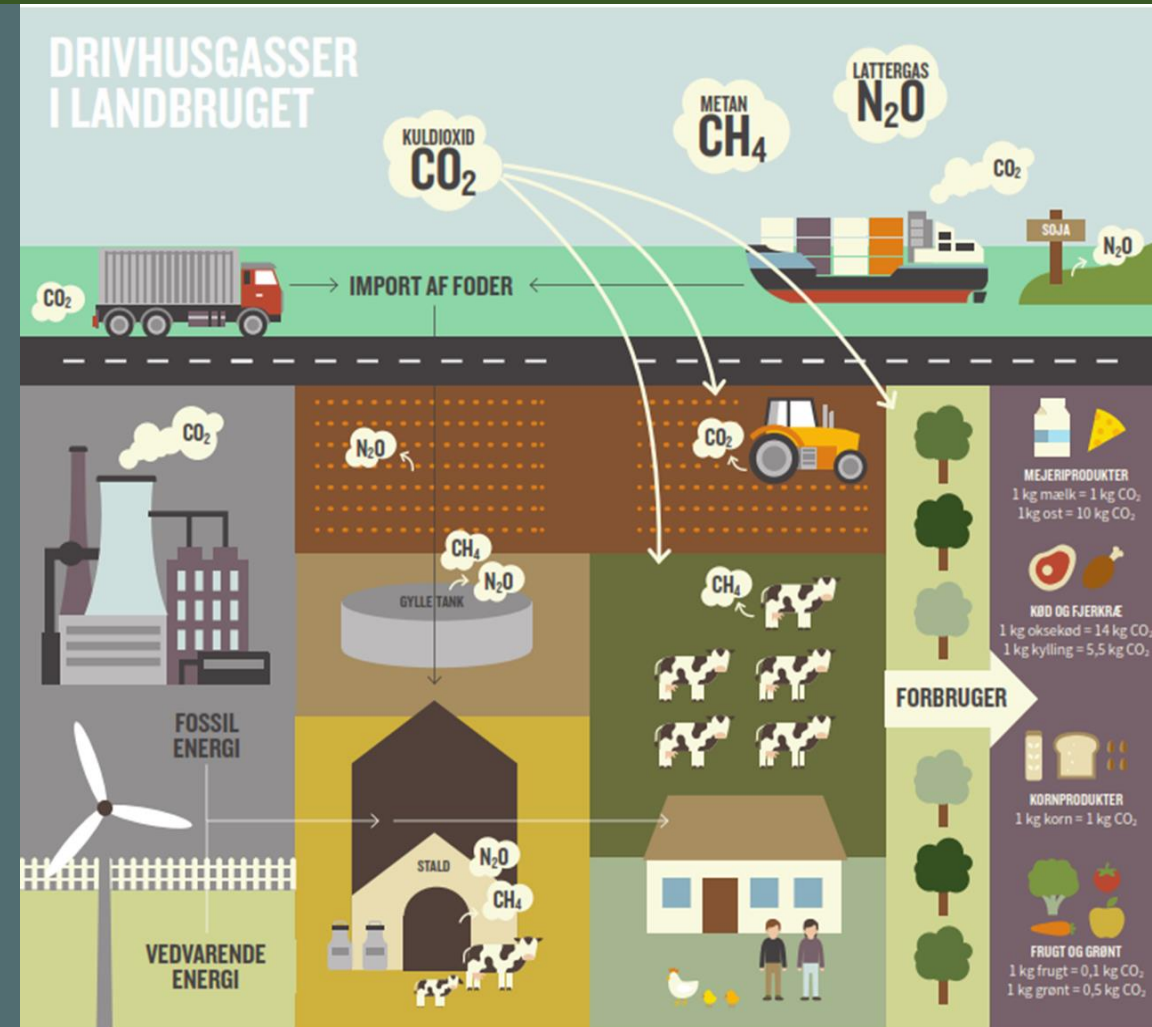 DRIVHUSGASSER
I LANDBRUGET
KULDIOXID
CO₂
METAN
CH₄
LATTERGAS
N₂O
CO₂
SOJA
N₂O
CO₂
IMPORT AF FODER
CO₂
N₂O
CO₂
CH₄
N₂O
GYLLETANK
CH₄
FOSSIL
ENERGI
VEDVARENDE
ENERGI
STALD
N₂O
CH₄
FORBRUGER
MEJERIPRODUKTER
1 kg mælk = 1 kg CO₂
1kg ost = 10 kg CO₂
KØD OG FJERKRÆ
1 kg oksekød = 14 kg CO₂
1 kg kylling = 5,5 kg CO₂
KORNPRODUKTER
1 kg korn = 1 kg CO₂
FRUGT OG GRØNT
1 kg frugt = 0,1 kg CO₂
1 kg grønt = 0,5 kg CO₂